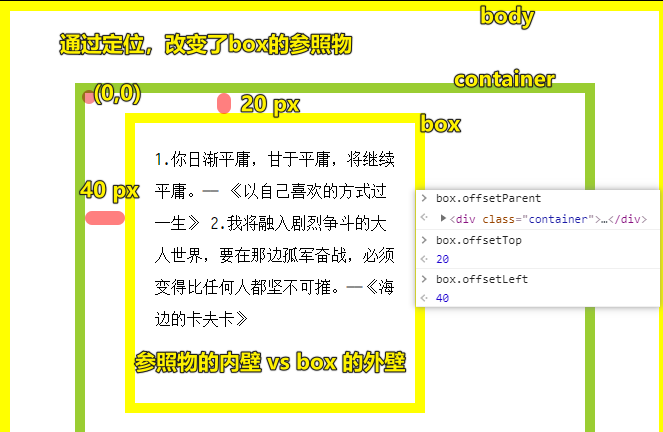 body
通过定位，改变了box的参照物
container
(0,0)
20 px
box
1.你日渐平庸，甘于平庸，将继续
平庸。— 《以自己喜欢的方式过
一生》 2.我将融入剧烈争斗的大
人世界，要在那边孤军奋战，必须
变得比任何人都坚不可摧。—《海
边的卡夫卡》
40 px
参照物的内壁 vs box 的外壁
box.offsetParent
<div class="container">…</div>
box.offsetTop
20
box.offsetLeft
40